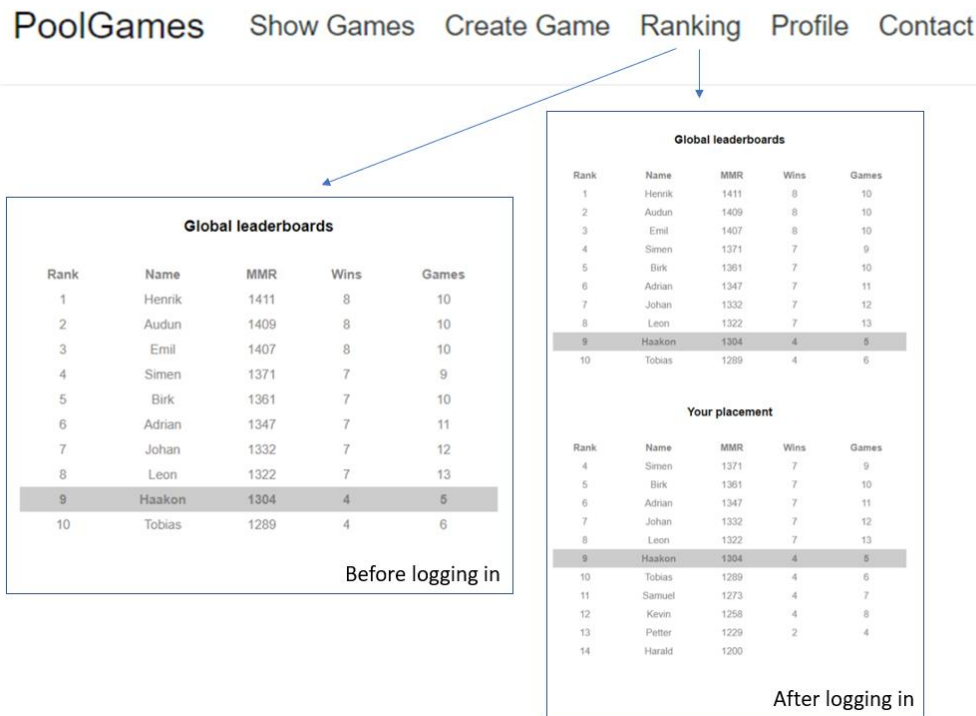 PoolGames Show Games Create Game Ranking Profile Contact
Global leaderboards
Rank Name MMR Wins Games
1 Henrik 1411 8 10
2 Audun 1409 8 10
3 Emil 1407 8 10
4 Simen 1371 7 9
5 Birk 1361 7 10
6 Adrian 1347 7 11
7 Johan 1332 7 12
8 Leon 1322 7 13
9 Haakon 1304 4 5
10 Tobias 1289 4 6
Before logging in
Global leaderboards
Rank Name MMR Wins Games
1 Henrik 1411 8 10
2 Audun 1409 8 10
3 Emil 1407 8 10
4 Simen 1371 7 9
5 Birk 1361 7 10
6 Adrian 1347 7 11
7 Johan 1332 7 12
8 Leon 1322 7 13
9 Haakon 1304 4 5
10 Tobias 1289 4 6
Your placement
Rank Name MMR Wins Games
4 Simen 1371 7 9
5 Birk 1361 7 10
6 Adrian 1347 7 11
7 Johan 1332 7 12
8 Leon 1322 7 13
9 Haakon 1304 4 5
10 Tobias 1289 4 6
11 Samuel 1273 4 7
12 Kevin 1258 4 8
13 Petter 1229 2 4
14 Harald 1200
After logging in